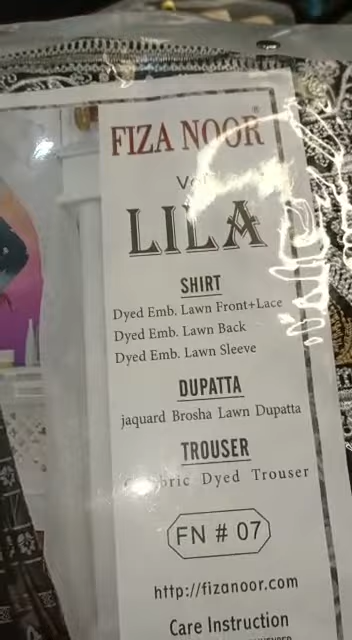 FIZA NOOR®
LILA
SHIRT
Dyed Emb. Lawn Front+Lace
Dyed Emb. Lawn Back
Dyed Emb. Lawn Sleeve
DUPATTA
jaquard Brosha Lawn Dupatta
TROUSER
Dyed Trouser
FN # 07
http://fizanoor.com
Care Instruction